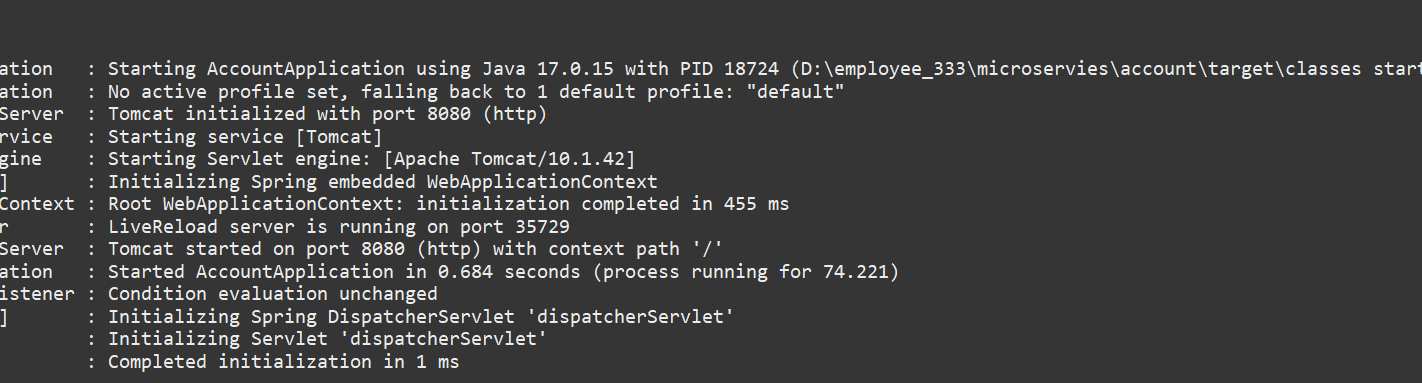 ation   : Starting AccountApplication using Java 17.0.15 with PID 18724 (D:\employee_333\microservies\account\target\classes start
ation   : No active profile set, falling back to 1 default profile: "default"
Server  : Tomcat initialized with port 8080 (http)
rvice   : Starting service [Tomcat]
gine    : Starting Servlet engine: [Apache Tomcat/10.1.42]
]       : Initializing Spring embedded WebApplicationContext
Context : Root WebApplicationContext: initialization completed in 455 ms
r       : LiveReload server is running on port 35729
Server  : Tomcat started on port 8080 (http) with context path '/'
ation   : Started AccountApplication in 0.684 seconds (process running for 74.221)
istener : Condition evaluation unchanged
]       : Initializing Spring DispatcherServlet 'dispatcherServlet'
        : Initializing Servlet 'dispatcherServlet'
        : Completed initialization in 1 ms